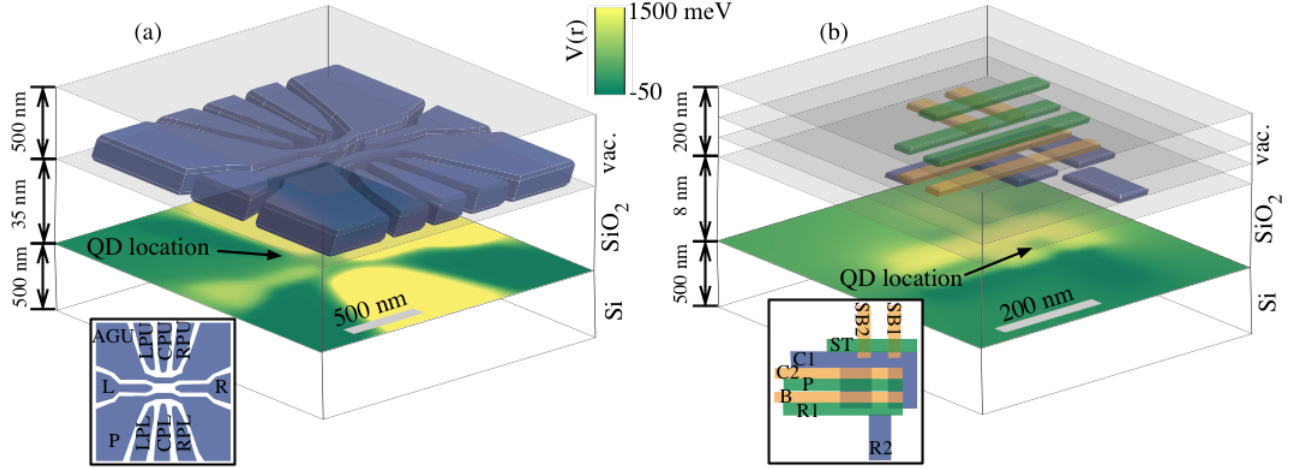 (a)
500 nm
35 nm
500 nm
vac.
SiO2
Si
QD location
500 nm
AGU
LPU
CPU
RPU
L
R
P
LPL
CPL
RPL
V(r)
1500 meV
-50
(b)
200 nm
8 nm
500 nm
vac.
SiO2
Si
QD location
200 nm
SB2
SB1
ST
C1
C2
P
B
R1
R2